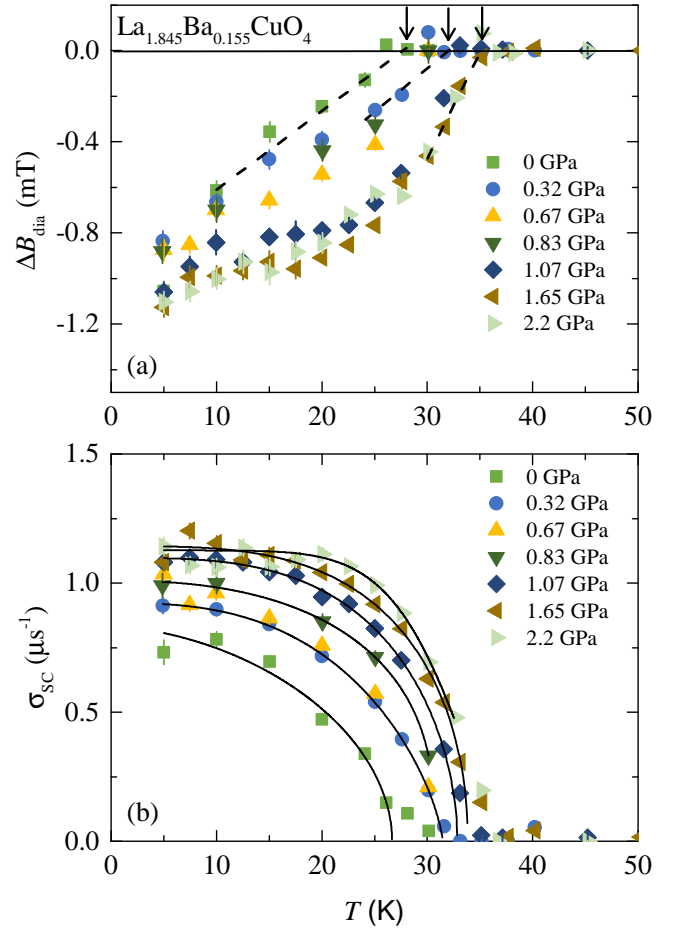 La1.845Ba0.155CuO4
0.0
-0.4
-0.8
-1.2
ΔBdia (mT)
0 GPa
0.32 GPa
0.67 GPa
0.83 GPa
1.07 GPa
1.65 GPa
2.2 GPa
(a)
0 10 20 30 40 50
1.5
1.0
0.5
0.0
σSC (μs-1)
0 GPa
0.32 GPa
0.67 GPa
0.83 GPa
1.07 GPa
1.65 GPa
2.2 GPa
(b)
0 10 20 30 40 50
T (K)